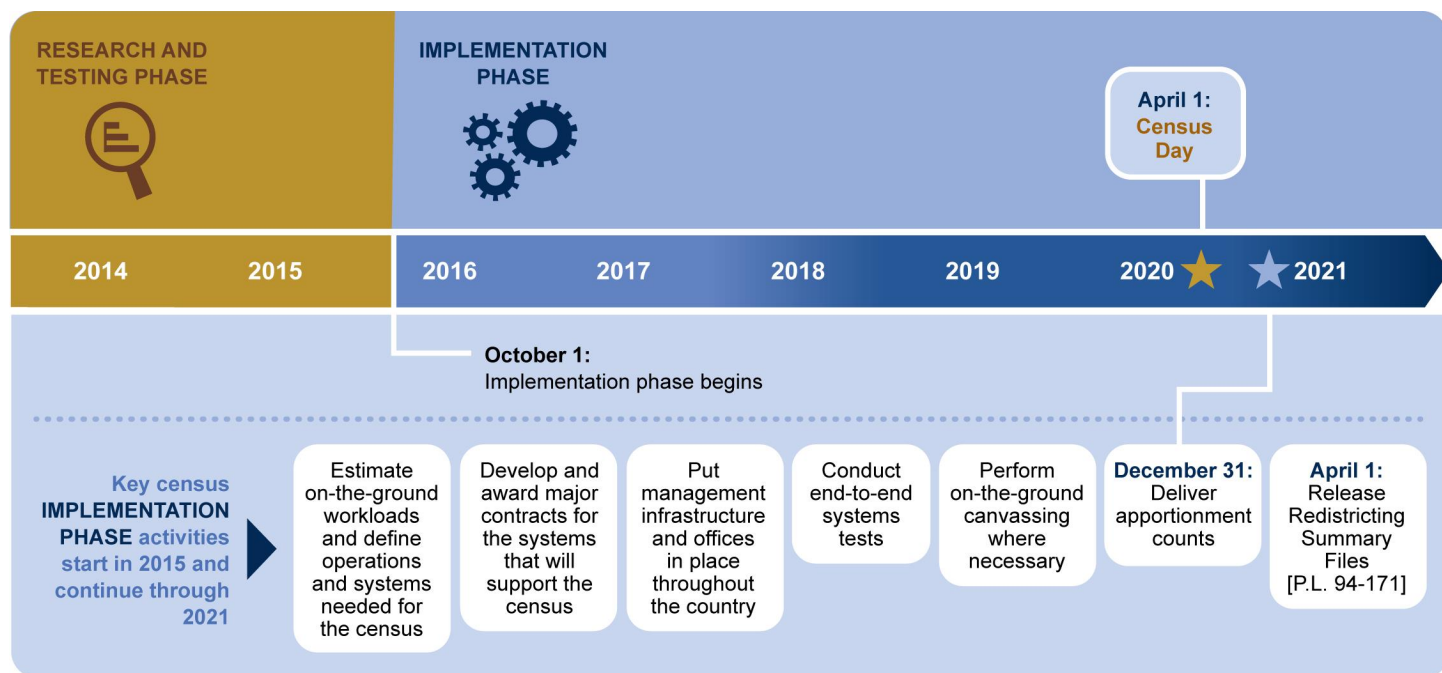 RESEARCH AND
TESTING PHASE
IMPLEMENTATION
PHASE
April 1:
Census
Day
2014
2015
2016
2017
2018
2019
2020
2021
October 1:
Implementation phase begins
Key census
IMPLEMENTATION
PHASE activities
start in 2015 and
continue through
2021
Estimate
on-the-ground
workloads
and define
operations
and systems
needed for
the census
Develop and
award major
contracts for
the systems
that will
support the
census
Put
management
infrastructure
and offices
in place
throughout
the country
Conduct
end-to-end
systems
tests
Perform
on-the-ground
canvassing
where
necessary
December 31:
Deliver
apportionment
counts
April 1:
Release
Redistricting
Summary
Files
[P.L. 94-171]